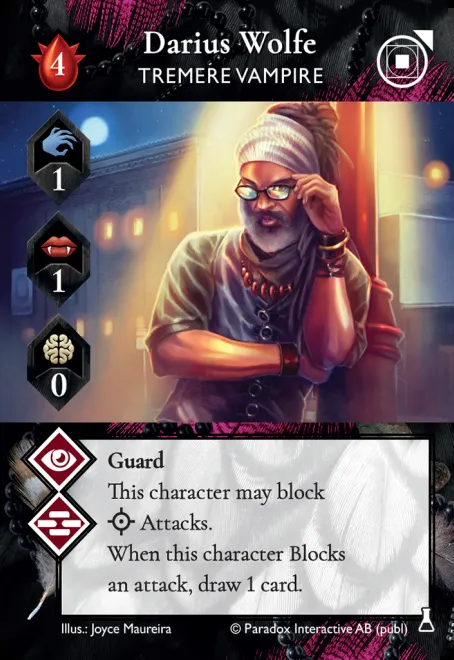 4
Darius Wolfe
TREMERE VAMPIRE
1
1
0
Guard
This character may block
Attacks.
When this character Blocks
an attack, draw 1 card.
Illus.: Joyce Maureira © Paradox Interactive AB (publ)